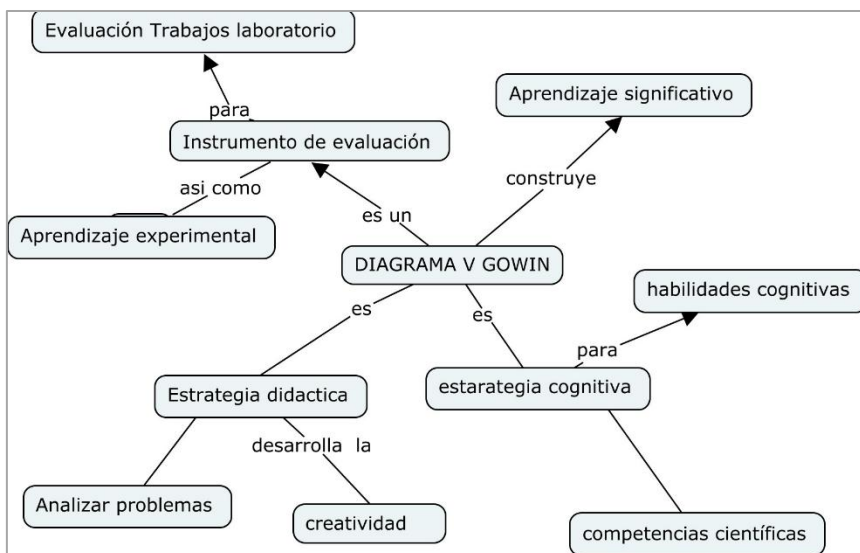 Evaluación Trabajos laboratorio
para
Aprendizaje significativo
Instrumento de evaluación
asi como
construye
Aprendizaje experimental
es un
DIAGRAMA V GOWIN
habilidades cognitivas
es
es
para
Estrategia didactica
estarategia cognitiva
desarrolla la
Analizar problemas
creatividad
competencias científicas